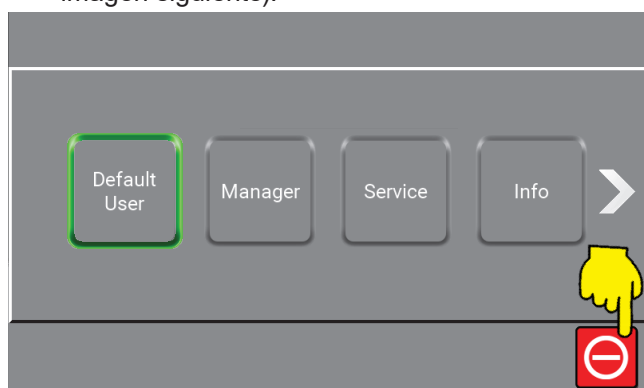 imagen siguiente).
Default
User
Manager
Service
Info